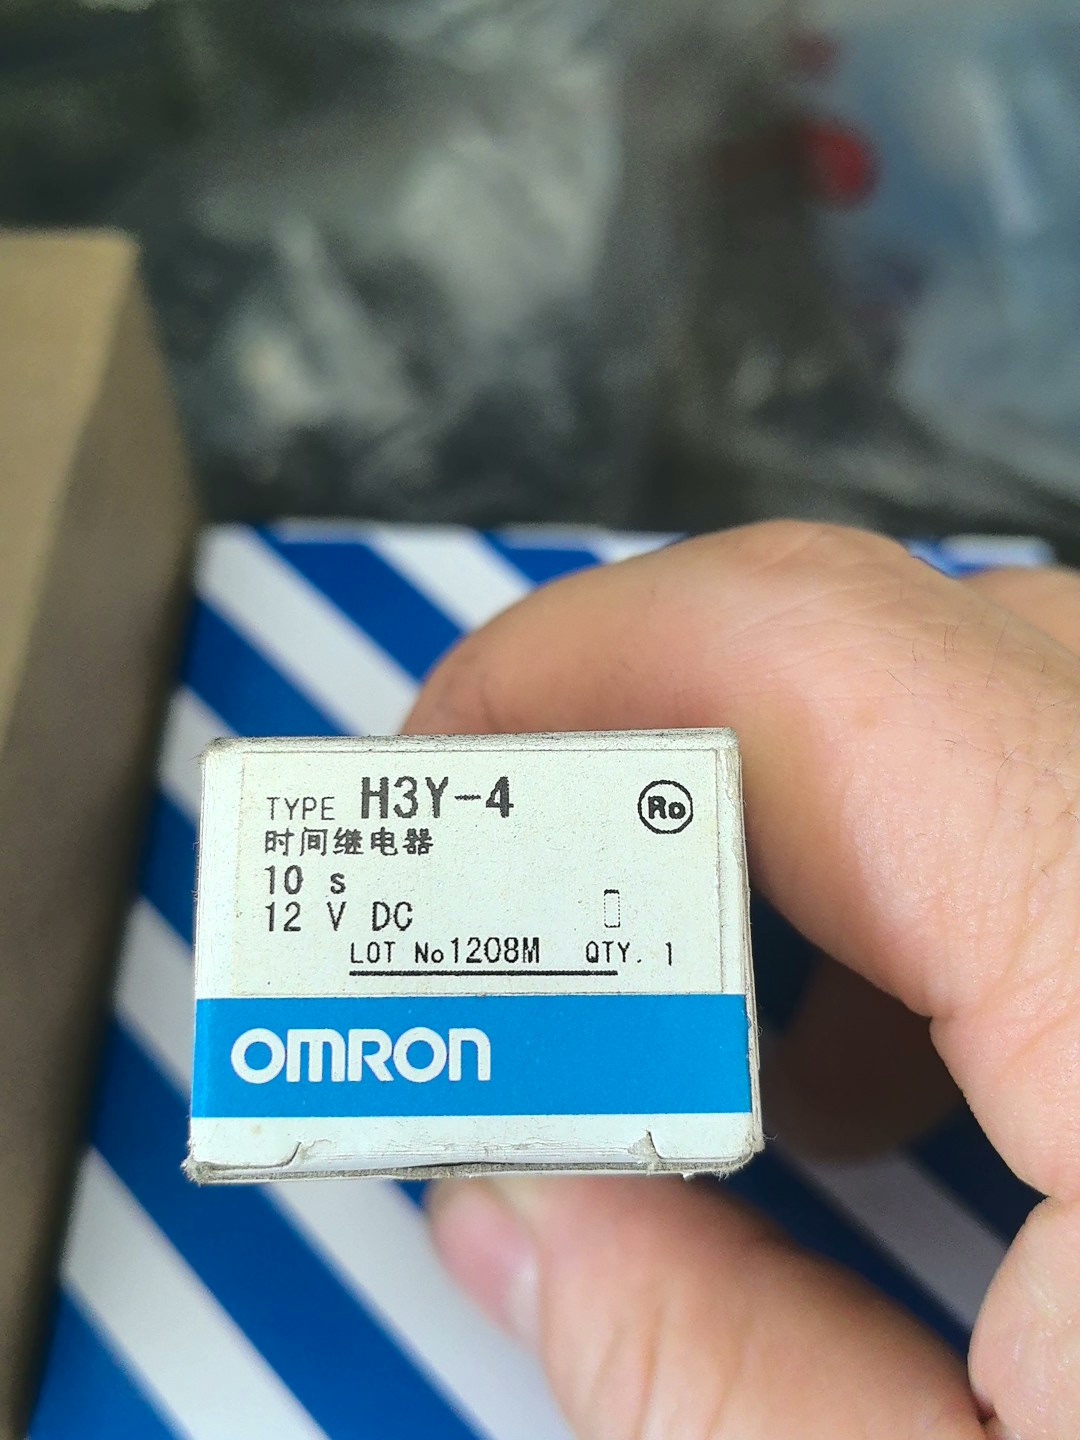 TYPE H3Y-4
Ro
时间继电器
10 s
12 V DC
LOT No1208M QTY. 1
OMRON